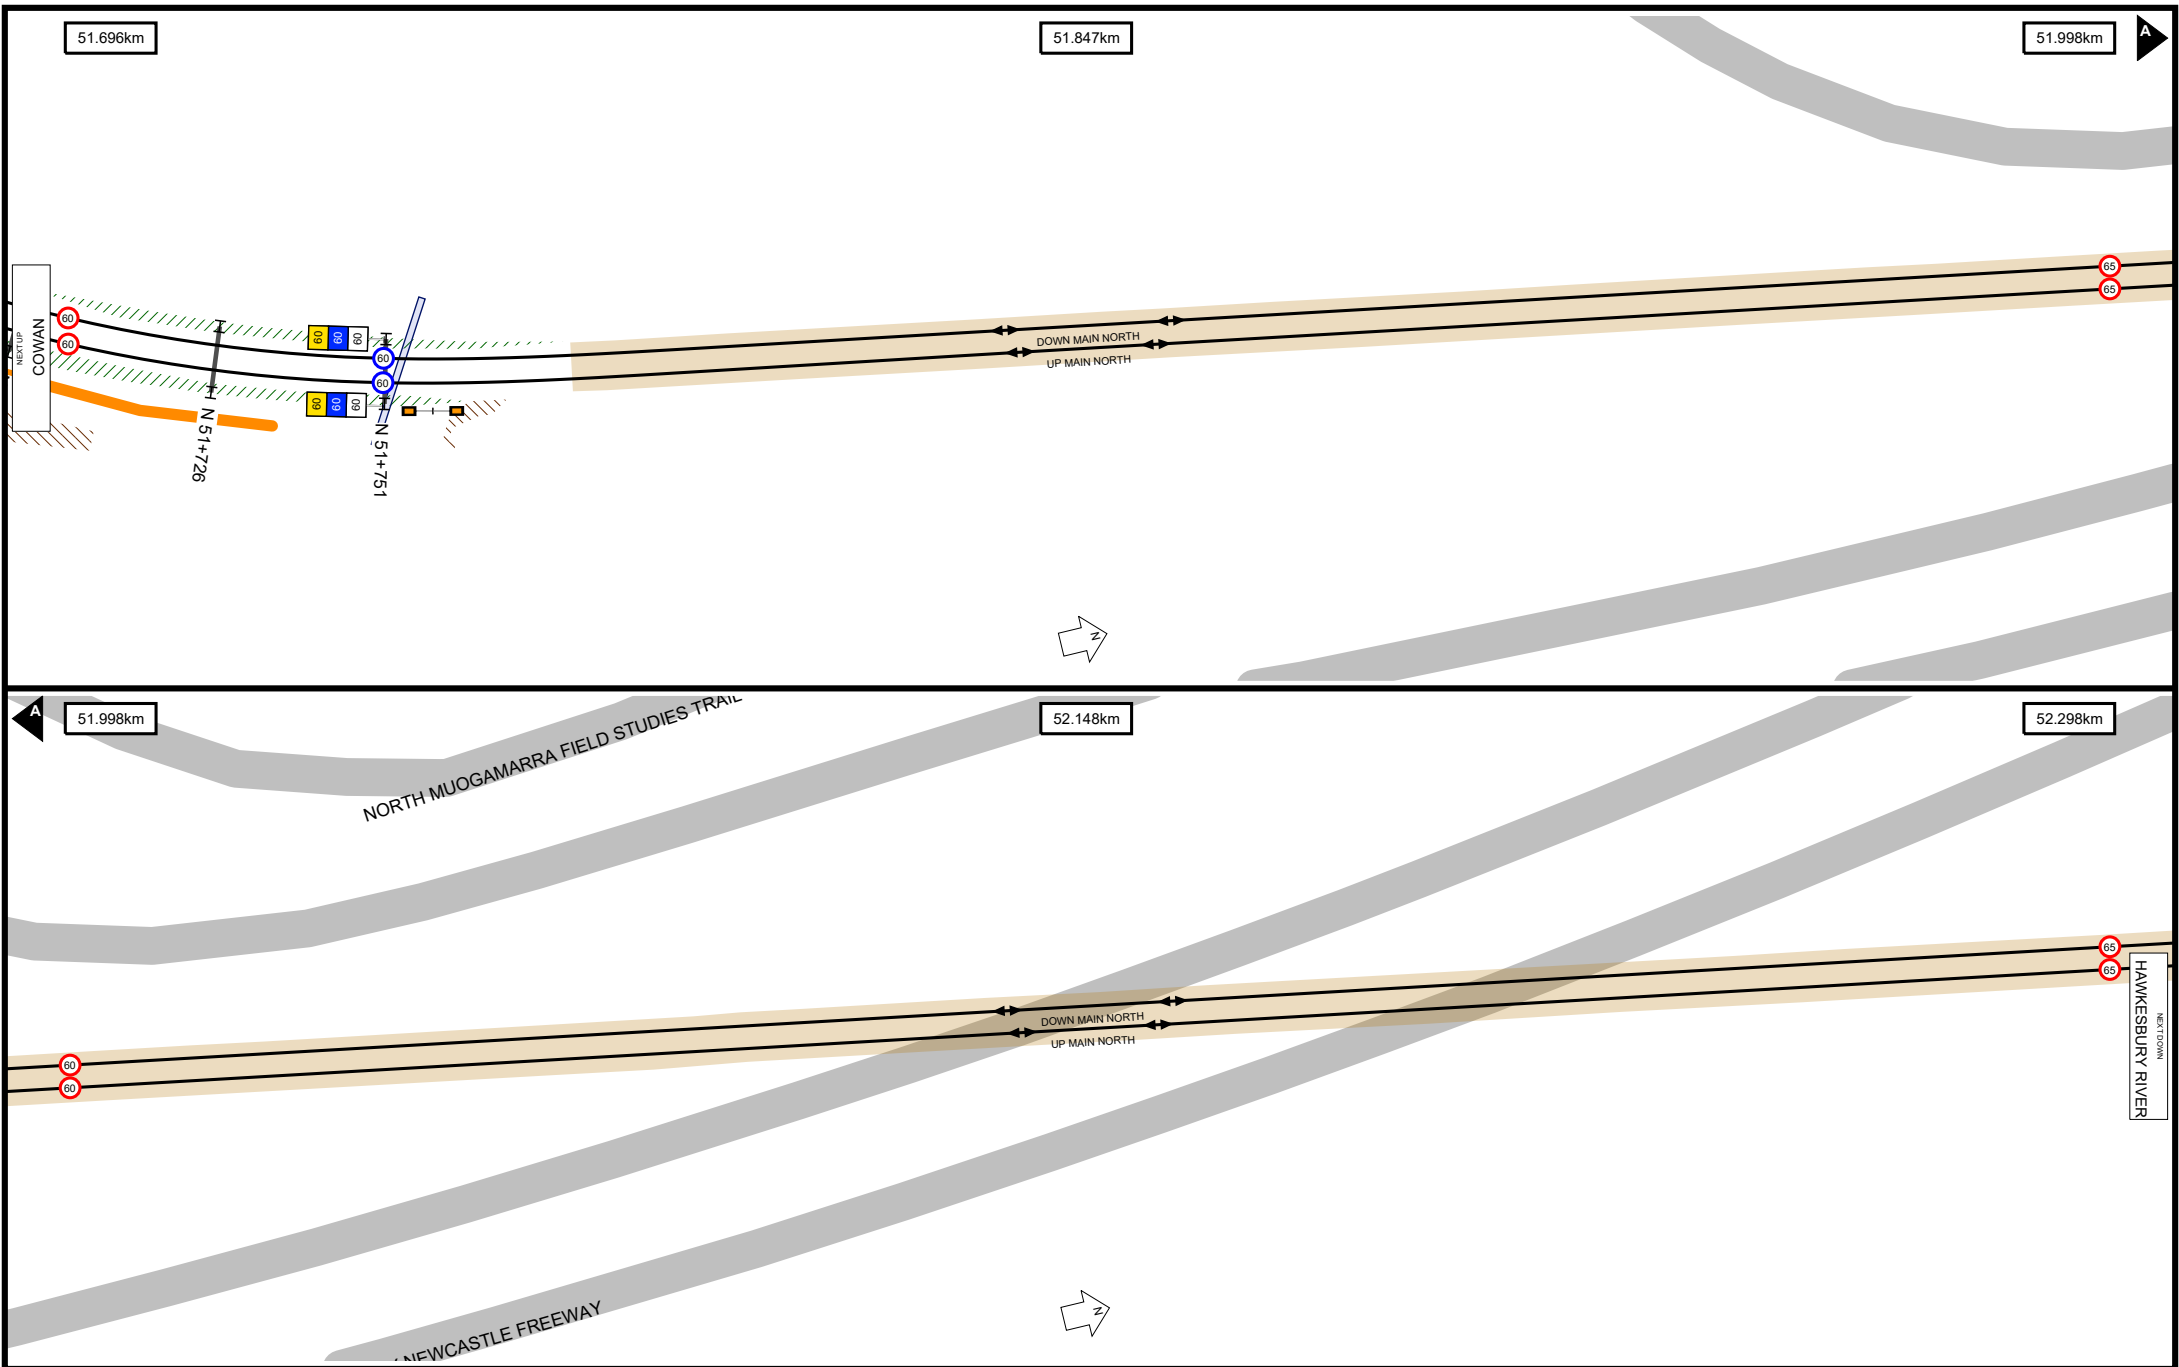 51.696km
51.847km
51.998km
A
NEXT UP
COWAN
60
60
60 60 60
60
60
60 60 60
N 51+726
N 51+751
DOWN MAIN NORTH
UP MAIN NORTH
65
65
N
A
51.998km
52.148km
52.298km
NORTH MUOGAMARRA FIELD STUDIES TRAIL
60
60
DOWN MAIN NORTH
UP MAIN NORTH
65
65
HAWKESBURY RIVER
NEXT DOWN
NEWCASTLE FREEWAY
N